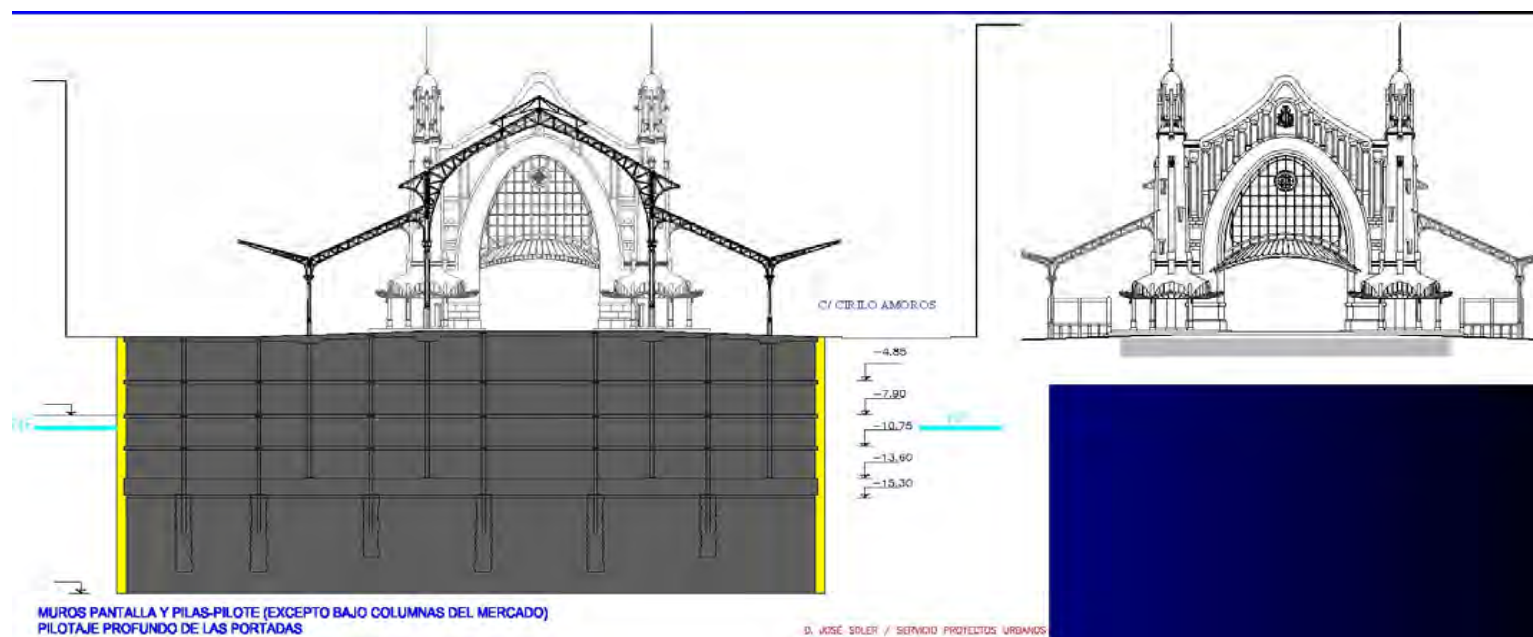 C/ CIRILO AMOROS
-4.85
-7.90
-10.75
-13.60
-15.30
MUROS PANTALLA Y PILAS-PILOTE (EXCEPTO BAJO COLUMNAS DEL MERCADO)
PILOTAJE PROFUNDO DE LAS PORTADAS
D. JOSÉ SOLER / SERVICIO PROYECTOS URBANOS